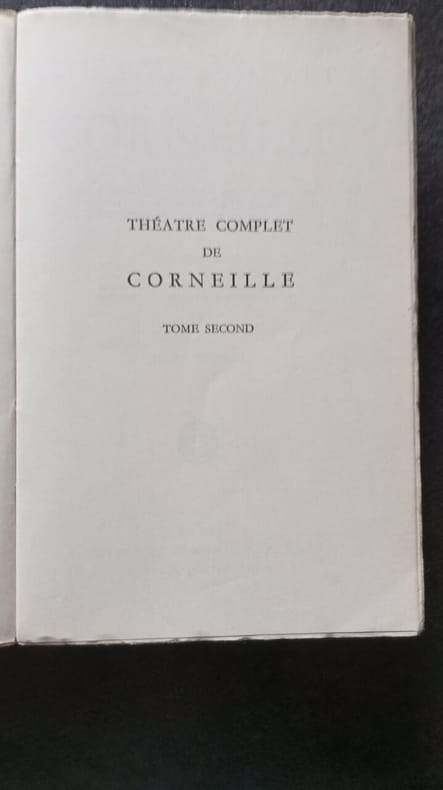 THÉATRE COMPLET
DE
CORNEILLE
TOME SECOND